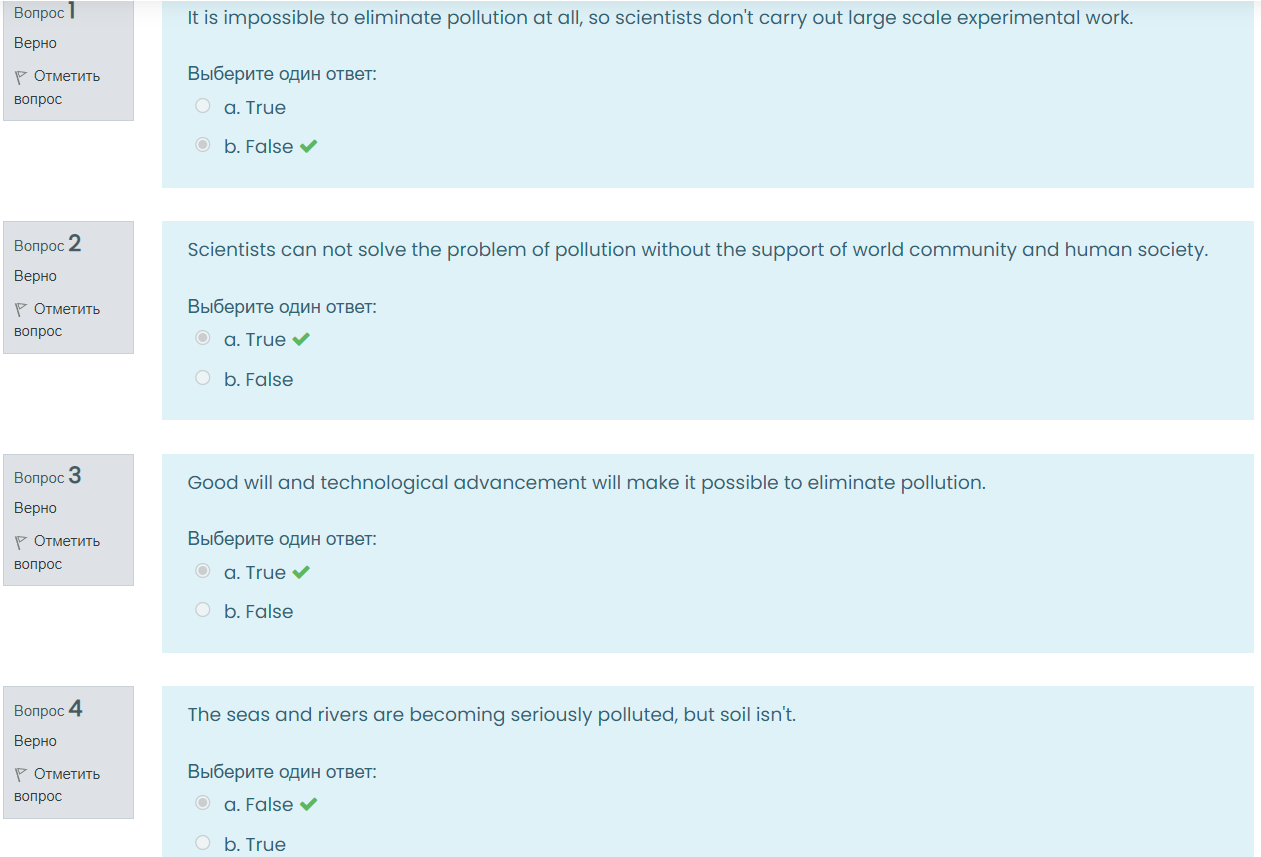 Вопрос 1
Верно
Отметить
вопрос
It is impossible to eliminate pollution at all, so scientists don't carry out large scale experimental work.
Выберите один ответ:
a. True
b. False
Вопрос 2
Верно
Отметить
вопрос
Scientists can not solve the problem of pollution without the support of world community and human society.
Выберите один ответ:
a. True
b. False
Вопрос 3
Верно
Отметить
вопрос
Good will and technological advancement will make it possible to eliminate pollution.
Выберите один ответ:
a. True
b. False
Вопрос 4
Верно
Отметить
вопрос
The seas and rivers are becoming seriously polluted, but soil isn't.
Выберите один ответ:
a. False
b. True